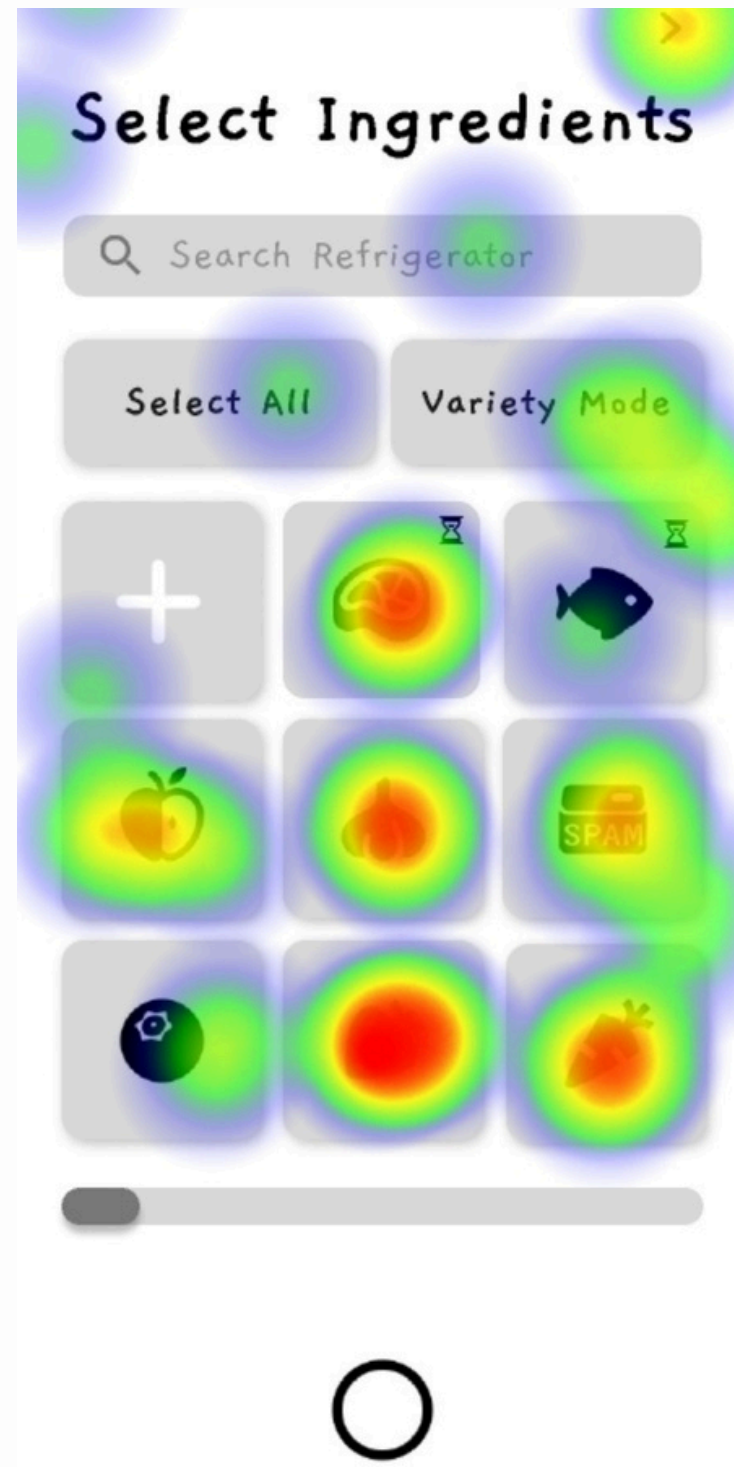 Select Ingredients
Search Refrigerator
Select All
Variety Mode
SPAM